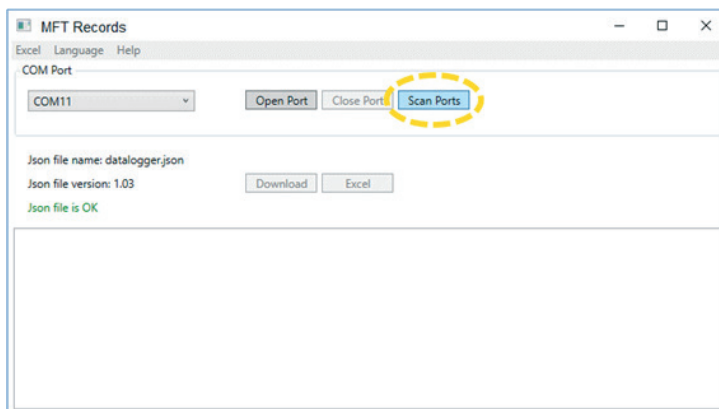 MFT Records
Excel Language Help
COM Port
COM11 Open Port Close Port Scan Ports
Json file name: datalogger.json
Json file version: 1.03 Download Excel
Json file is OK